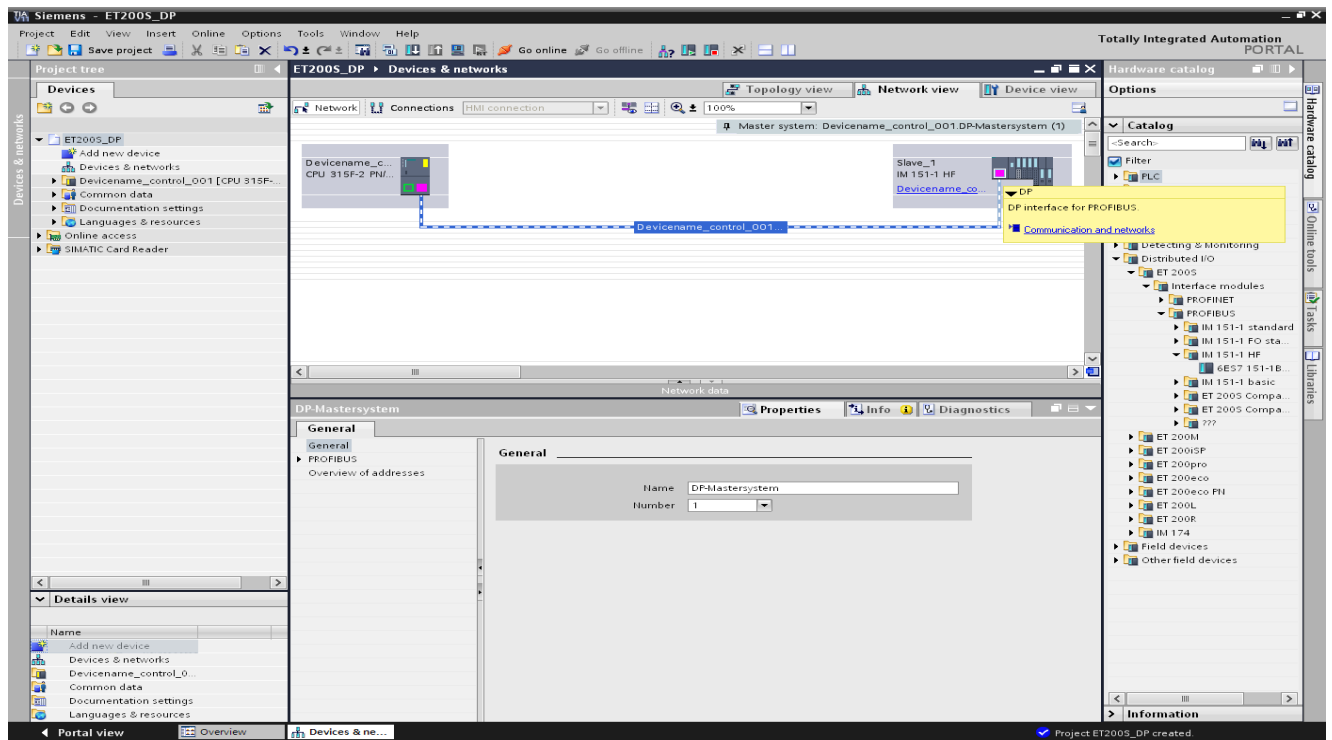 Siemens - ET200S_DP
Project Edit View Insert Online Options Tools Window Help
Save project Go online Go offline
Totally Integrated Automation
PORTAL
Project tree
Devices
Devices & networks
ET200S_DP
Add new device
Devices & networks
Devicename_control_001 [CPU 315F-...
Common data
Documentation settings
Languages & resources
Online access
SIMATIC Card Reader
Details view
Name
Add new device
Devices & networks
Devicename_control_0...
Common data
Documentation settings
Languages & resources
ET200S_DP Devices & networks
Topology view Network view Device view
Network Connections HMI connection 100%
Master system: Devicename_control_001.DP-Mastersystem (1)
Devicename_c...
CPU 315F-2 PN/...
Slave_1
IM 151-1 HF
Devicename_co...
Devicename_control_001...
DP
DP interface for PROFIBUS.
Communication and networks
Network data
DP-Mastersystem
Properties Info Diagnostics
General
General
PROFIBUS
Overview of addresses
General
Name DP-Mastersystem
Number 1
Hardware catalog
Options
Catalog
<Search>
Filter
PLC
Detecting & Monitoring
Distributed I/O
ET 200S
Interface modules
PROFINET
PROFIBUS
IM 151-1 standard
IM 151-1 FO sta...
IM 151-1 HF
6ES7 151-1B...
IM 151-1 basic
ET 200S Compa...
ET 200S Compa...
???
ET 200M
ET 200iSP
ET 200pro
ET 200eco
ET 200eco PN
ET 200L
ET 200R
IM 174
Field devices
Other field devices
Information
Hardware catalog
Online tools
Tasks
Libraries
Portal view Overview Devices & ne...
Project ET200S_DP created.